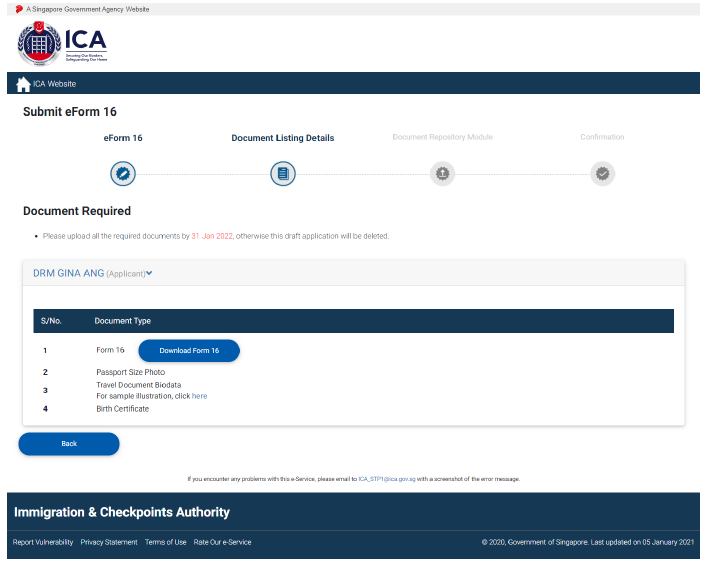 A Singapore Government Agency Website
ICA
Securing Our Borders,
Safeguarding Our Home
ICA Website
Submit eForm 16
eForm 16
Document Listing Details
Document Repository Module
Confirmation
Document Required
• Please upload all the required documents by 31 Jan 2022, otherwise this draft application will be deleted.
DRM GINA ANG (Applicant)
S/No. Document Type
1 Form 16 Download Form 16
2 Passport Size Photo
3 Travel Document Biodata
For sample illustration, click here
4 Birth Certificate
Back
If you encounter any problems with this e-Service, please email to ICA_STP1@ica.gov.sg with a screenshot of the error message.
Immigration & Checkpoints Authority
Report Vulnerability Privacy Statement Terms of Use Rate Our e-Service © 2020, Government of Singapore. Last updated on 05 January 2021